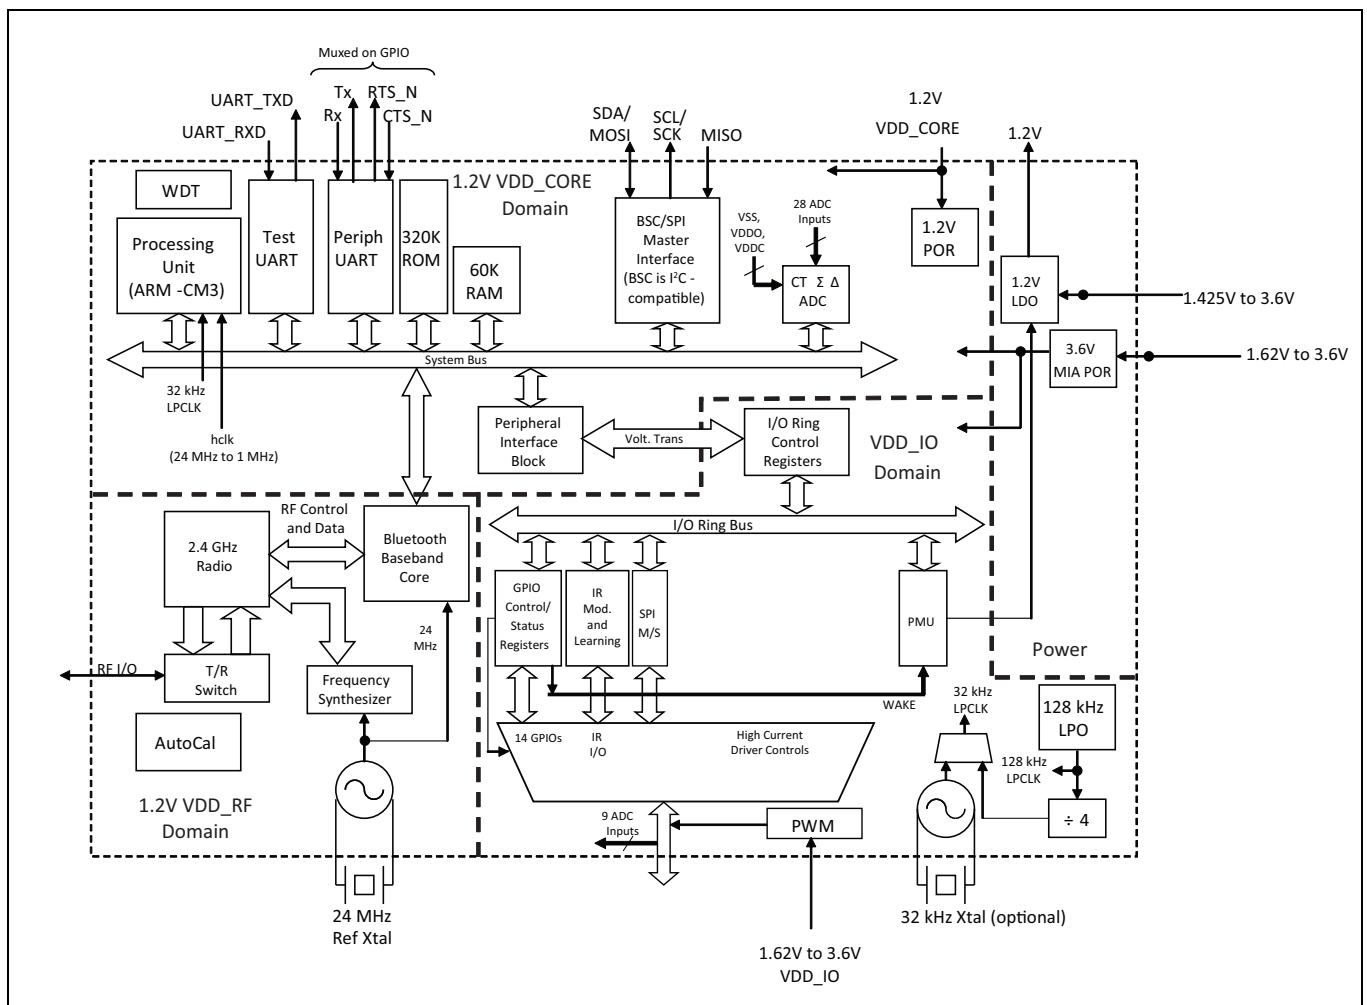 Muxed on GPIO
UART_TXD
Tx
RTS_N
UART_RXD
Rx
CTS_N
SDA/
MOSI
SCL/
SCK
MISO
1.2V
VDD_CORE
1.2V
WDT
1.2V VDD_CORE
Domain
Processing
Unit
(ARM -CM3)
Test
UART
Periph
UART
320K
ROM
60K
RAM
BSC/SPI
Master
Interface
(BSC is I²C -
compatible)
VSS,
VDDO,
VDDC
28 ADC
Inputs
CT Σ Δ
ADC
1.2V
POR
1.2V
LDO
1.425V to 3.6V
3.6V
MIA POR
1.62V to 3.6V
System Bus
32 kHz
LPCLK
hclk
(24 MHz to 1 MHz)
Peripheral
Interface
Block
Volt. Trans
I/O Ring
Control
Registers
VDD_IO
Domain
I/O Ring Bus
2.4 GHz
Radio
RF Control
and Data
Bluetooth
Baseband
Core
GPIO
Control/
Status
Registers
IR
Mod.
and
Learning
SPI
M/S
PMU
Power
24
MHz
RF I/O
T/R
Switch
Frequency
Synthesizer
WAKE
32 kHz
LPCLK
128 kHz
LPO
AutoCal
14 GPIOs
IR
I/O
High Current
Driver Controls
128 kHz
LPCLK
÷ 4
1.2V VDD_RF
Domain
9 ADC
Inputs
PWM
24 MHz
Ref Xtal
32 kHz Xtal (optional)
1.62V to 3.6V
VDD_IO